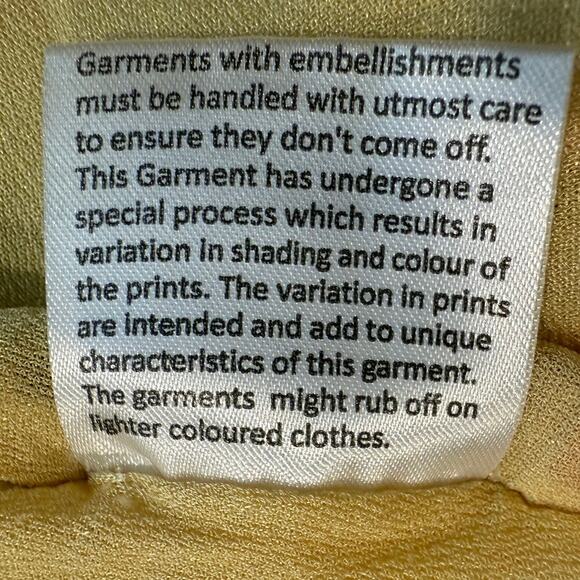 Garments with embellishments
must be handled with utmost care
to ensure they don't come off.
This Garment has undergone a
special process which results in
variation in shading and colour of
the prints. The variation in prints
are intended and add to unique
characteristics of this garment.
The garments might rub off on
lighter coloured clothes.